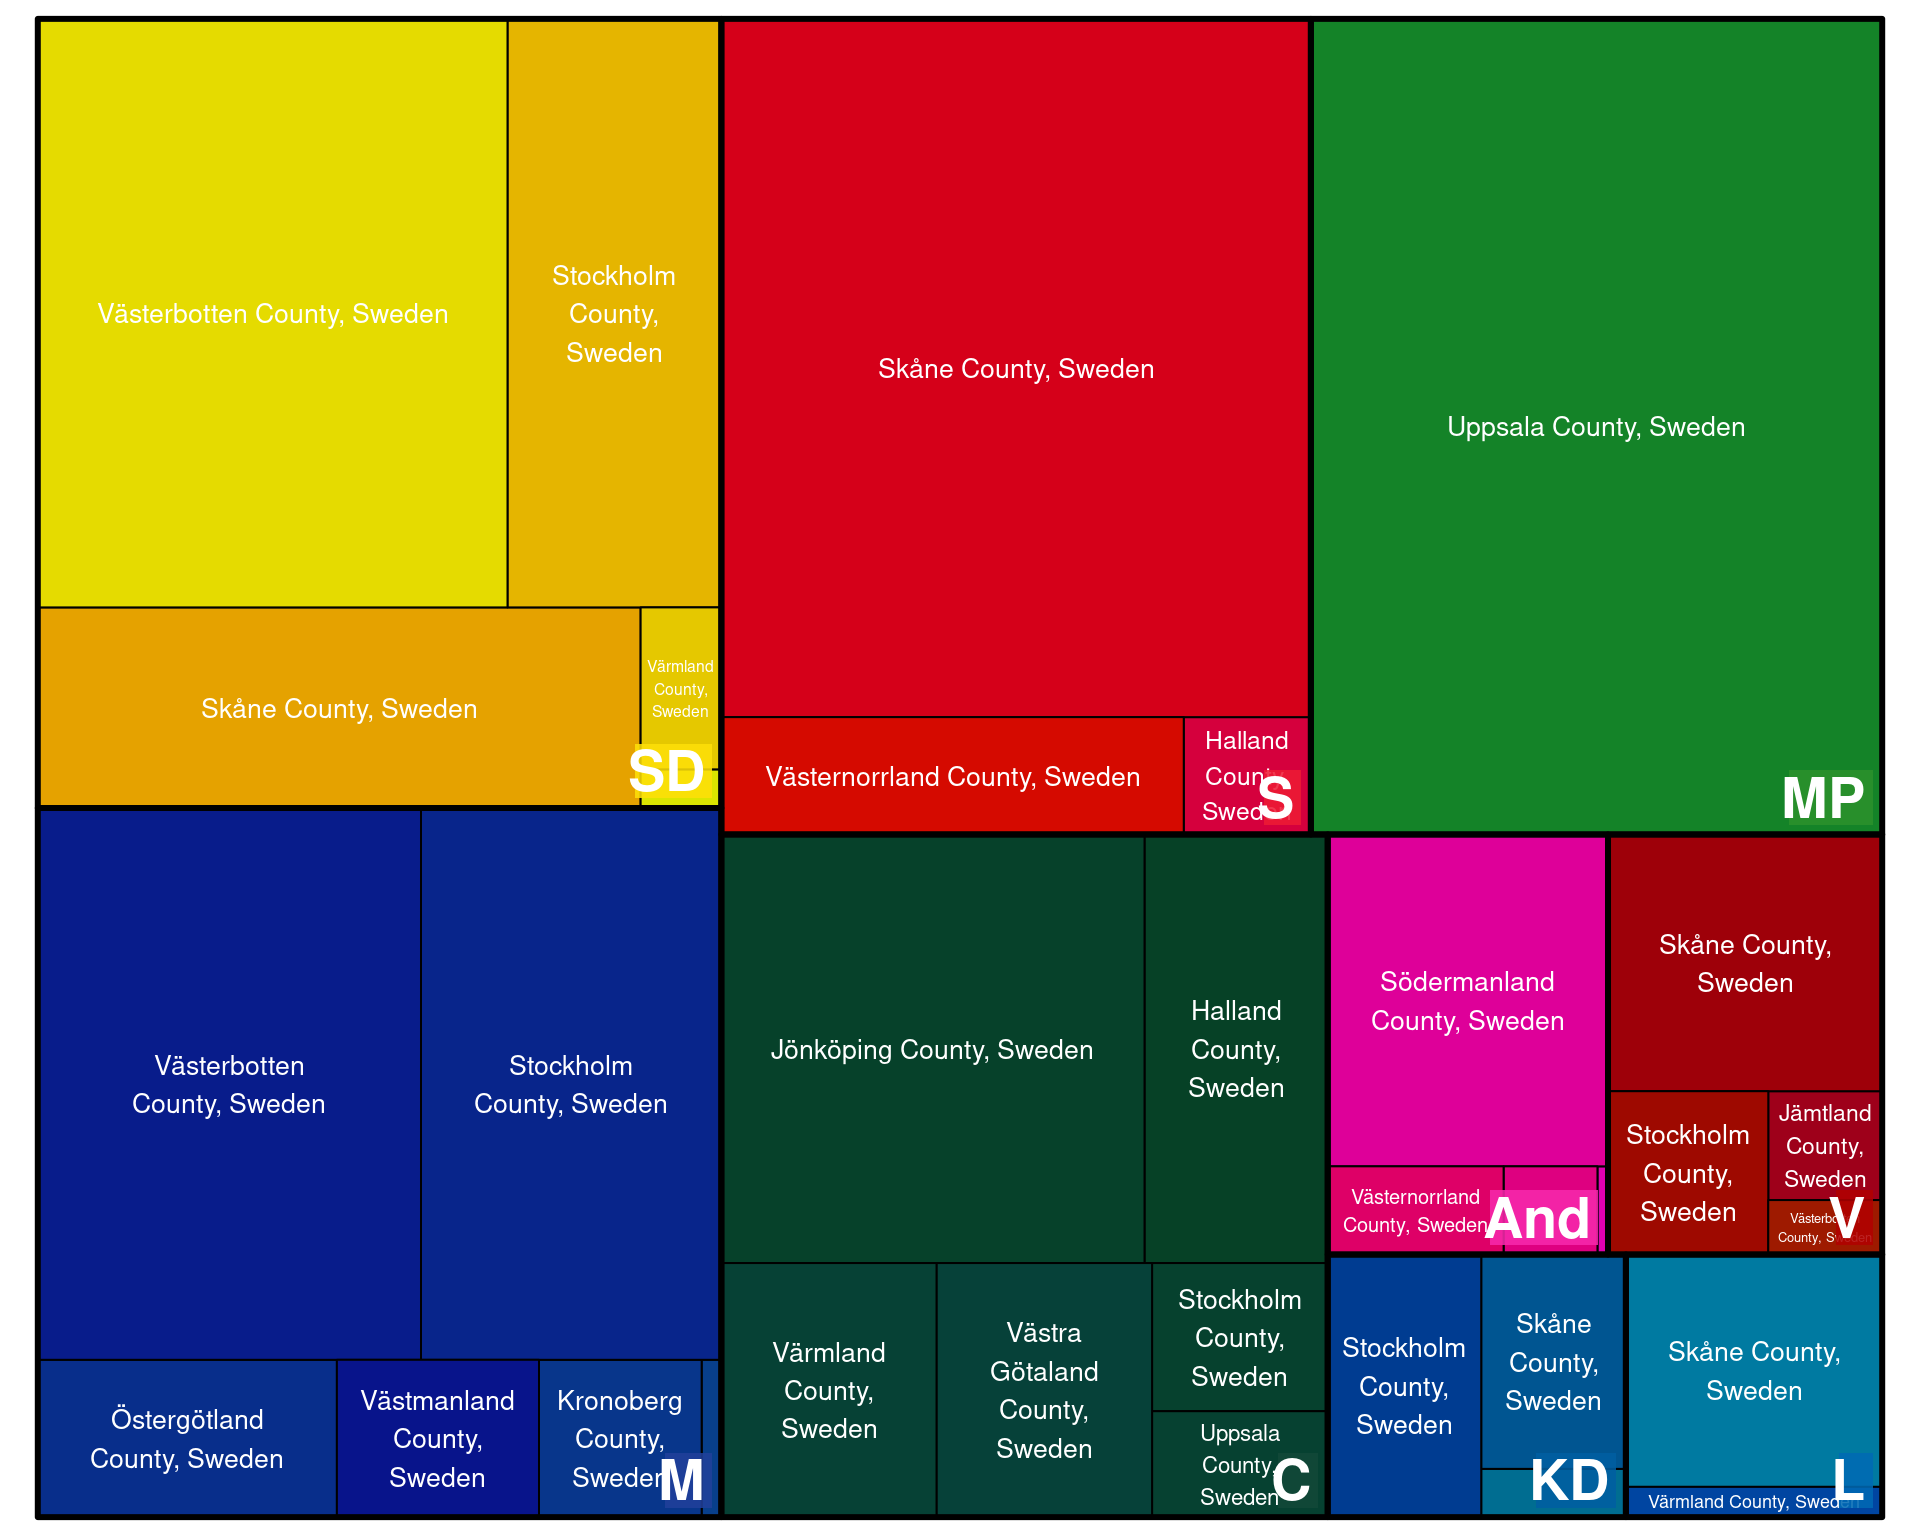 Västerbotten County, Sweden
Stockholm
County,
Sweden
Skåne County, Sweden
Värmland
County,
Sweden
SD
Skåne County, Sweden
Västernorrland County, Sweden
Halland
County,
Sweden
S
Uppsala County, Sweden
MP
Västerbotten
County, Sweden
Stockholm
County, Sweden
Östergötland
County, Sweden
Västmanland
County,
Sweden
Kronoberg
County,
Sweden
M
Jönköping County, Sweden
Halland
County,
Sweden
Värmland
County,
Sweden
Västra
Götaland
County,
Sweden
Stockholm
County,
Sweden
Uppsala
County,
Sweden
C
Södermanland
County, Sweden
Västernorrland
County, Sweden
And
Skåne County,
Sweden
Stockholm
County,
Sweden
Jämtland
County,
Sweden
Västerbotten
County, Sweden
V
Stockholm
County,
Sweden
Skåne
County,
Sweden
KD
Skåne County,
Sweden
Värmland County, Sweden
L